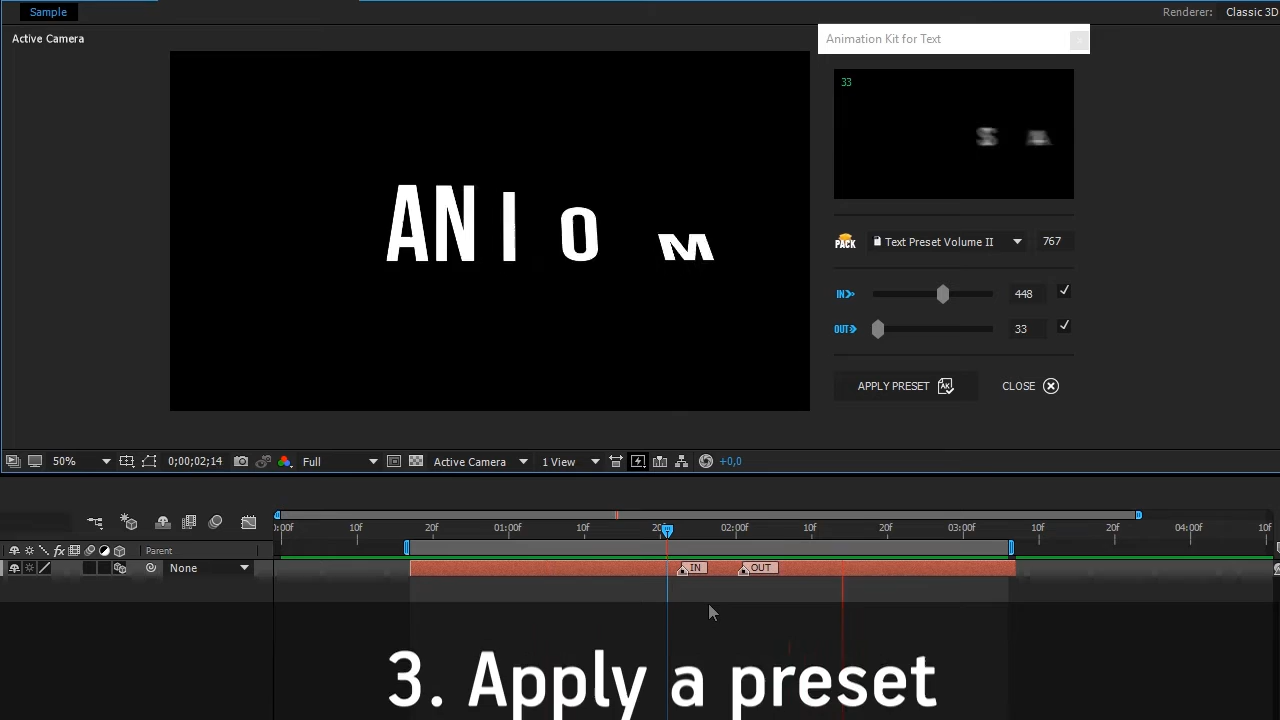 Sample
Renderer: Classic 3D
Active Camera
Animation Kit for Text
33
S A
AN I O M
PACK Text Preset Volume II 767
IN 448
OUT 33
APPLY PRESET CLOSE
50% 0;00;02;14 Full Active Camera 1 View +0,0
0:00f 10f 20f 01:00f 10f 20f 02:00f 10f 20f 03:00f 10f 20f 04:00f 10f
fx Parent
None IN OUT
3. Apply a preset